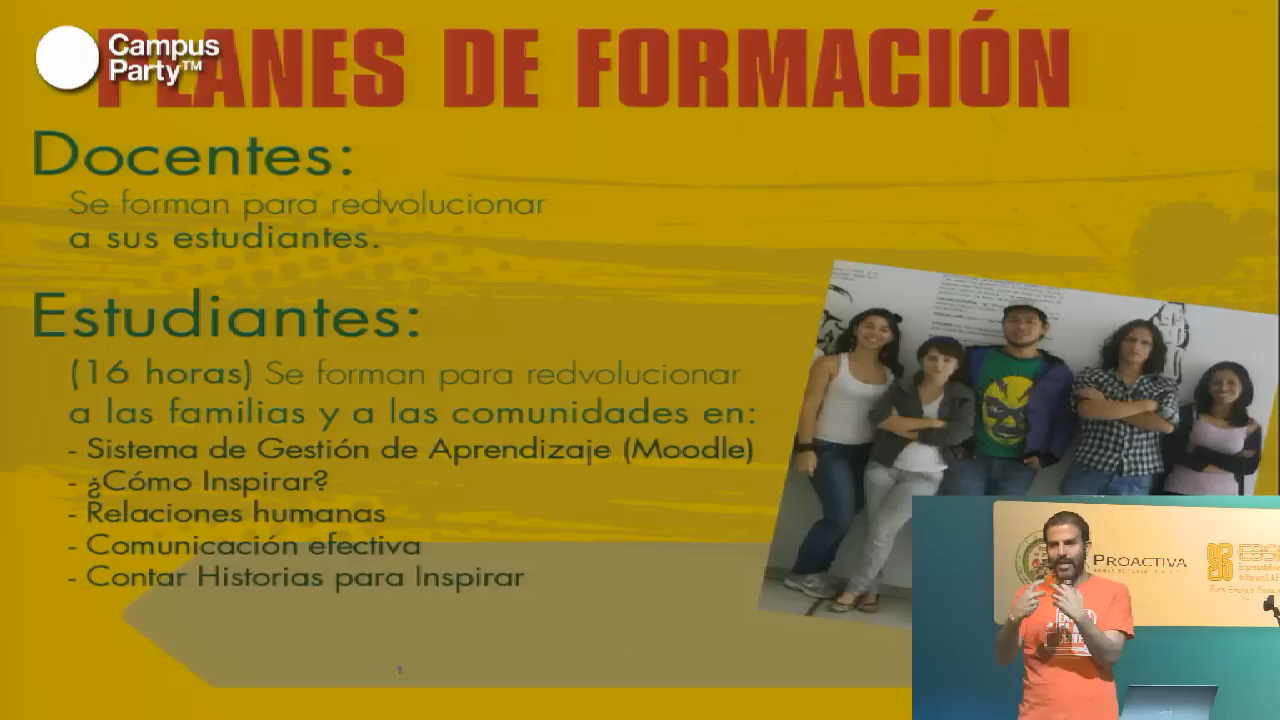 Campus
Party™
PLANES DE FORMACIÓN
Docentes:
Se forman para redvolucionar
a sus estudiantes.
Estudiantes:
(16 horas) Se forman para redvolucionar
a las familias y a las comunidades en:
- Sistema de Gestión de Aprendizaje (Moodle)
- ¿Cómo Inspirar?
- Relaciones humanas
- Comunicación efectiva
- Contar Historias para Inspirar
PROACTIVA